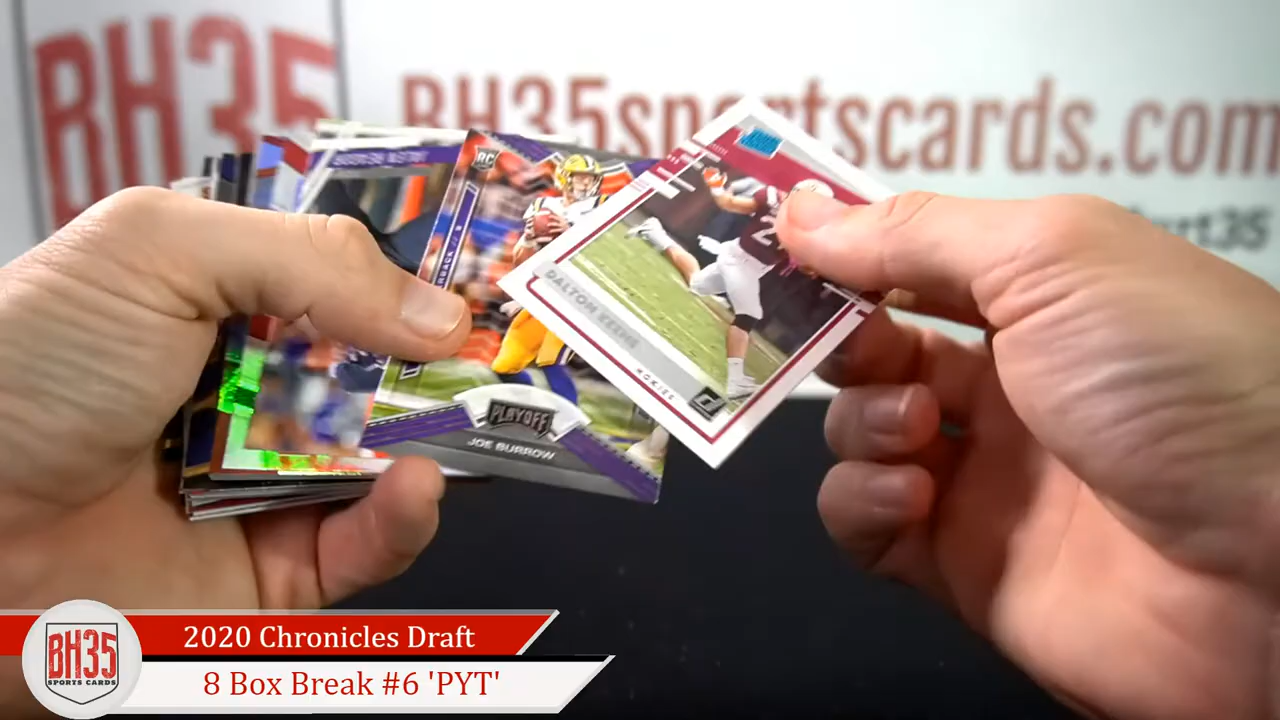 BH35
BH35sportscards.com
RC
PLAYOFF
JOE BURROW
DALTON KEENE
HOKIES
BH35
SPORTS CARDS
2020 Chronicles Draft
8 Box Break #6 'PYT'